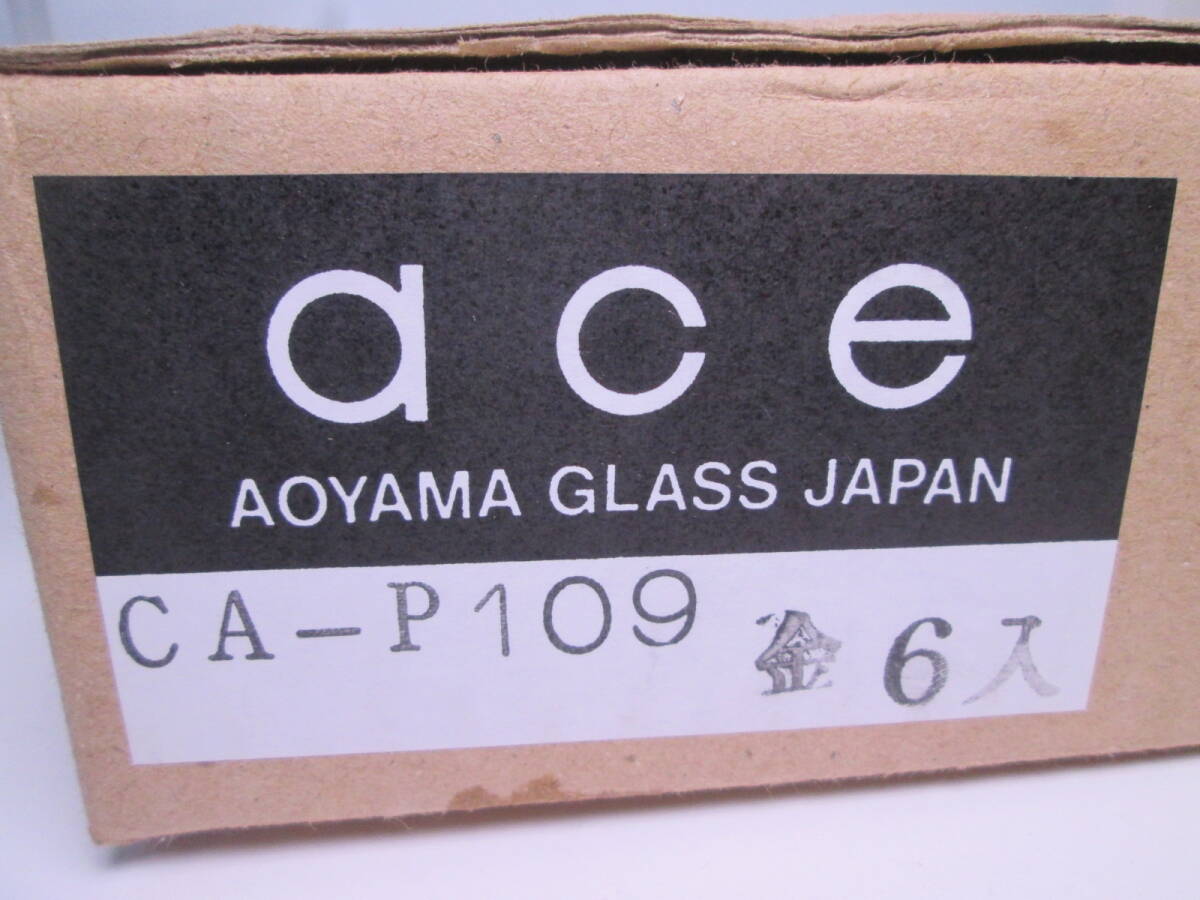 ace
AOYAMA GLASS JAPAN
CA-P109 金 6入